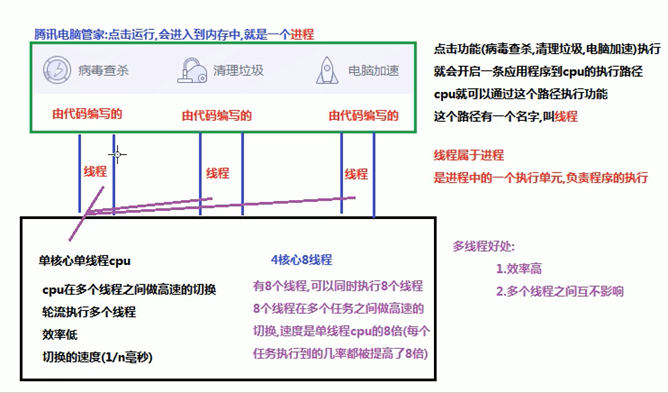 腾讯电脑管家:点击运行,会进入到内存中,就是一个进程
病毒查杀
清理垃圾
电脑加速
由代码编写的
由代码编写的
由代码编写的
线程
线程
线程
点击功能(病毒查杀,清理垃圾,电脑加速)执行
就会开启一条应用程序到cpu的执行路径
cpu就可以通过这个路径执行功能
这个路径有一个名字,叫线程
线程属于进程
是进程中的一个执行单元,负责程序的执行
单核心单线程cpu
cpu在多个线程之间做高速的切换
轮流执行多个线程
效率低
切换的速度(1/n毫秒)
4核心8线程
有8个线程,可以同时执行8个线程
8个线程在多个任务之间做高速的
切换,速度是单线程cpu的8倍(每个
任务执行到的几率都被提高了8倍)
多线程好处:
1.效率高
2.多个线程之间互不影响